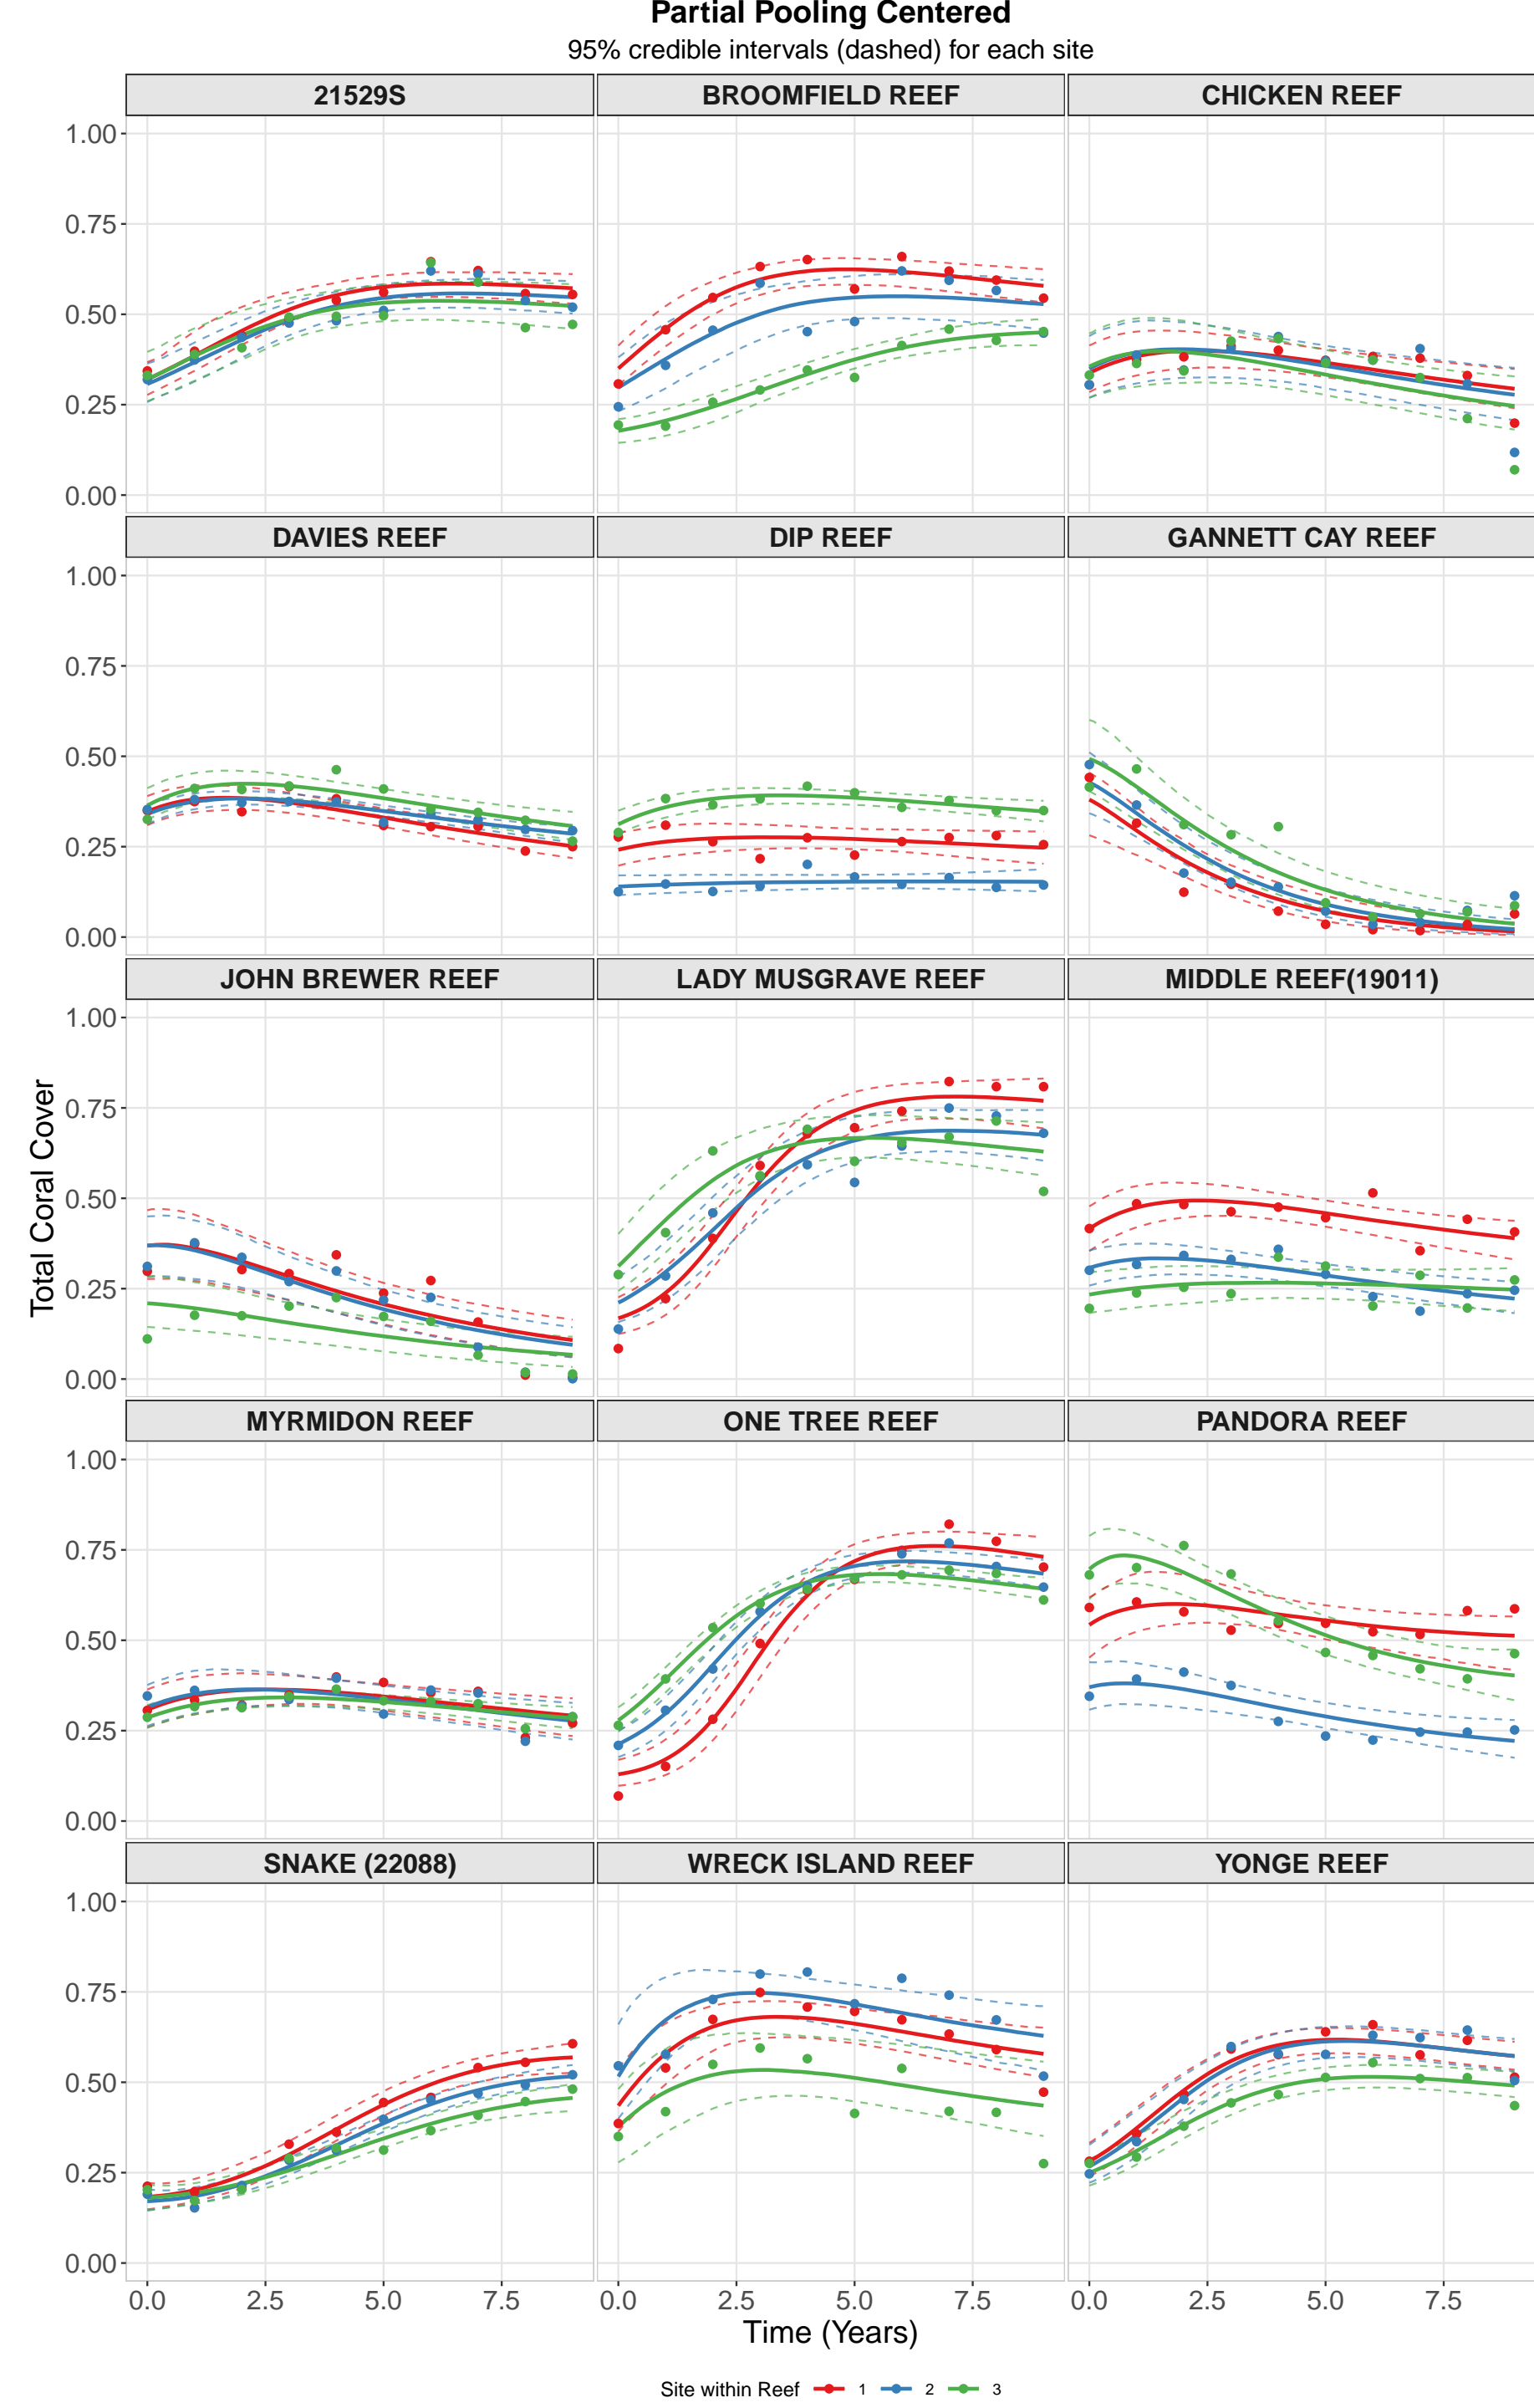 Partial Pooling Centered
95% credible intervals (dashed) for each site
21529S BROOMFIELD REEF CHICKEN REEF
1.00
0.75
0.50
0.25
0.00
DAVIES REEF DIP REEF GANNETT CAY REEF
1.00
0.75
0.50
0.25
0.00
JOHN BREWER REEF LADY MUSGRAVE REEF MIDDLE REEF(19011)
1.00
0.75
0.50
0.25
0.00
Total Coral Cover
MYRMIDON REEF ONE TREE REEF PANDORA REEF
1.00
0.75
0.50
0.25
0.00
SNAKE (22088) WRECK ISLAND REEF YONGE REEF
1.00
0.75
0.50
0.25
0.00
0.0 2.5 5.0 7.5 0.0 2.5 5.0 7.5 0.0 2.5 5.0 7.5
Time (Years)
Site within Reef 1 2 3